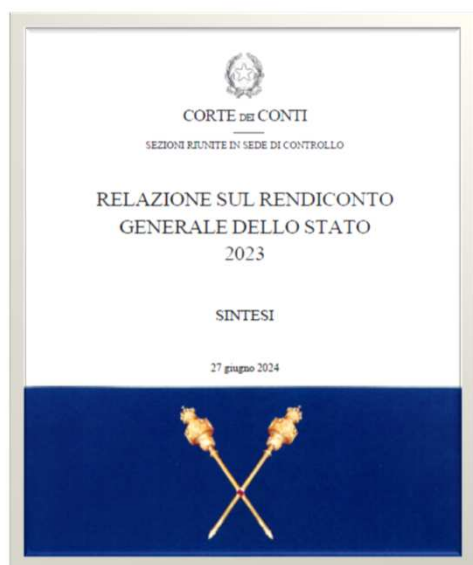 CORTE DEI CONTI
SEZIONI RIUNITE IN SEDE DI CONTROLLO
RELAZIONE SUL RENDICONTO
GENERALE DELLO STATO
2023
SINTESI
27 giugno 2024